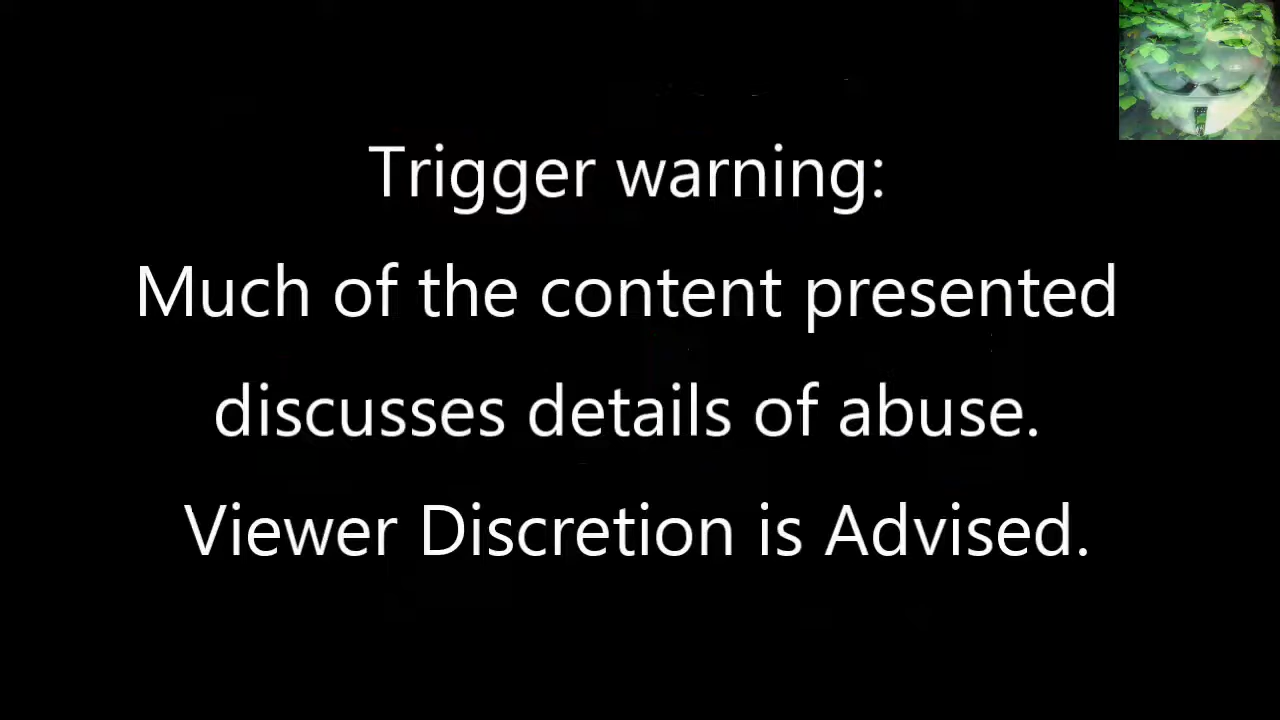 Trigger warning:
Much of the content presented
discusses details of abuse.
Viewer Discretion is Advised.